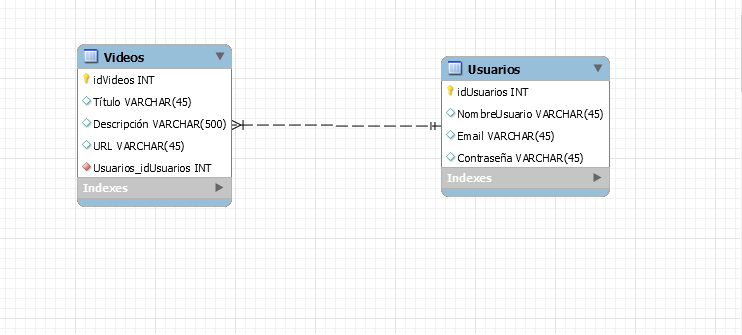 Videos
idVideos INT
Título VARCHAR(45)
Descripción VARCHAR(500)
URL VARCHAR(45)
Usuarios_idUsuarios INT
Indexes
Usuarios
idUsuarios INT
NombreUsuario VARCHAR(45)
Email VARCHAR(45)
Contraseña VARCHAR(45)
Indexes